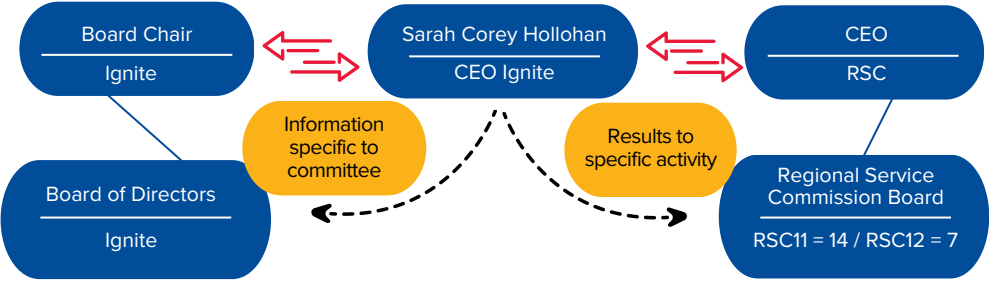 Board Chair
Ignite
Sarah Corey Hollohan
CEO Ignite
CEO
RSC
Information
specific to
committee
Results to
specific activity
Board of Directors
Ignite
Regional Service
Commission Board
RSC11 = 14 / RSC12 = 7